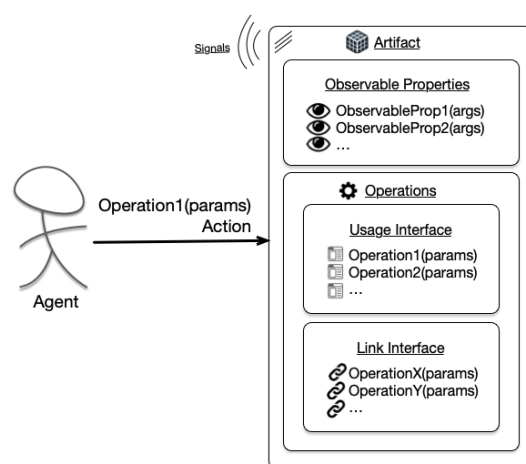 Signals
Artifact
Observable Properties
ObservableProp1(args)
ObservableProp2(args)
...
Operation1(params)
Action
Agent
Operations
Usage Interface
Operation1(params)
Operation2(params)
...
Link Interface
OperationX(params)
OperationY(params)
...